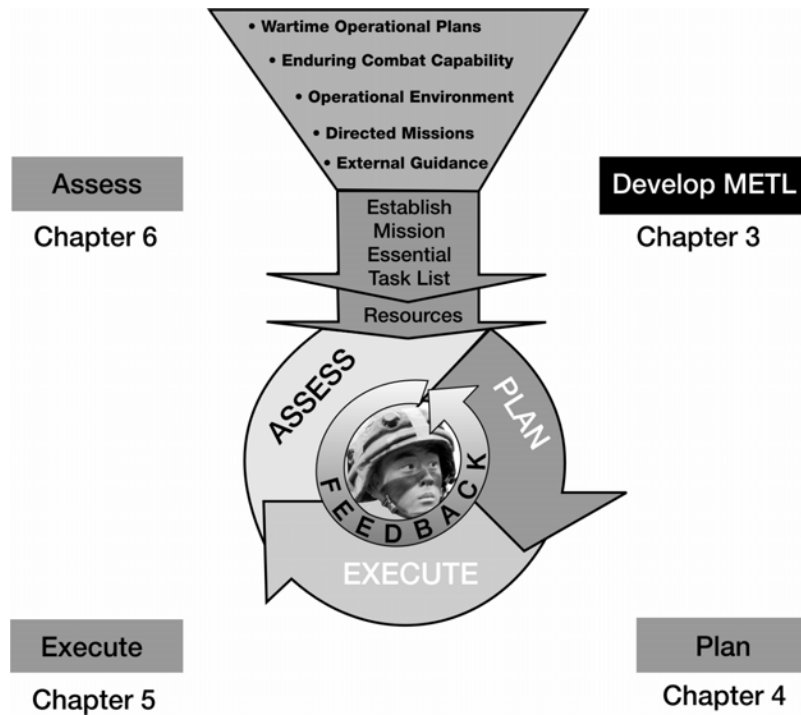 • Wartime Operational Plans
• Enduring Combat Capability
• Operational Environment
• Directed Missions
• External Guidance
Assess
Chapter 6
Develop METL
Chapter 3
Establish
Mission
Essential
Task List
Resources
ASSESS
PLAN
FEEDBACK
EXECUTE
Execute
Chapter 5
Plan
Chapter 4